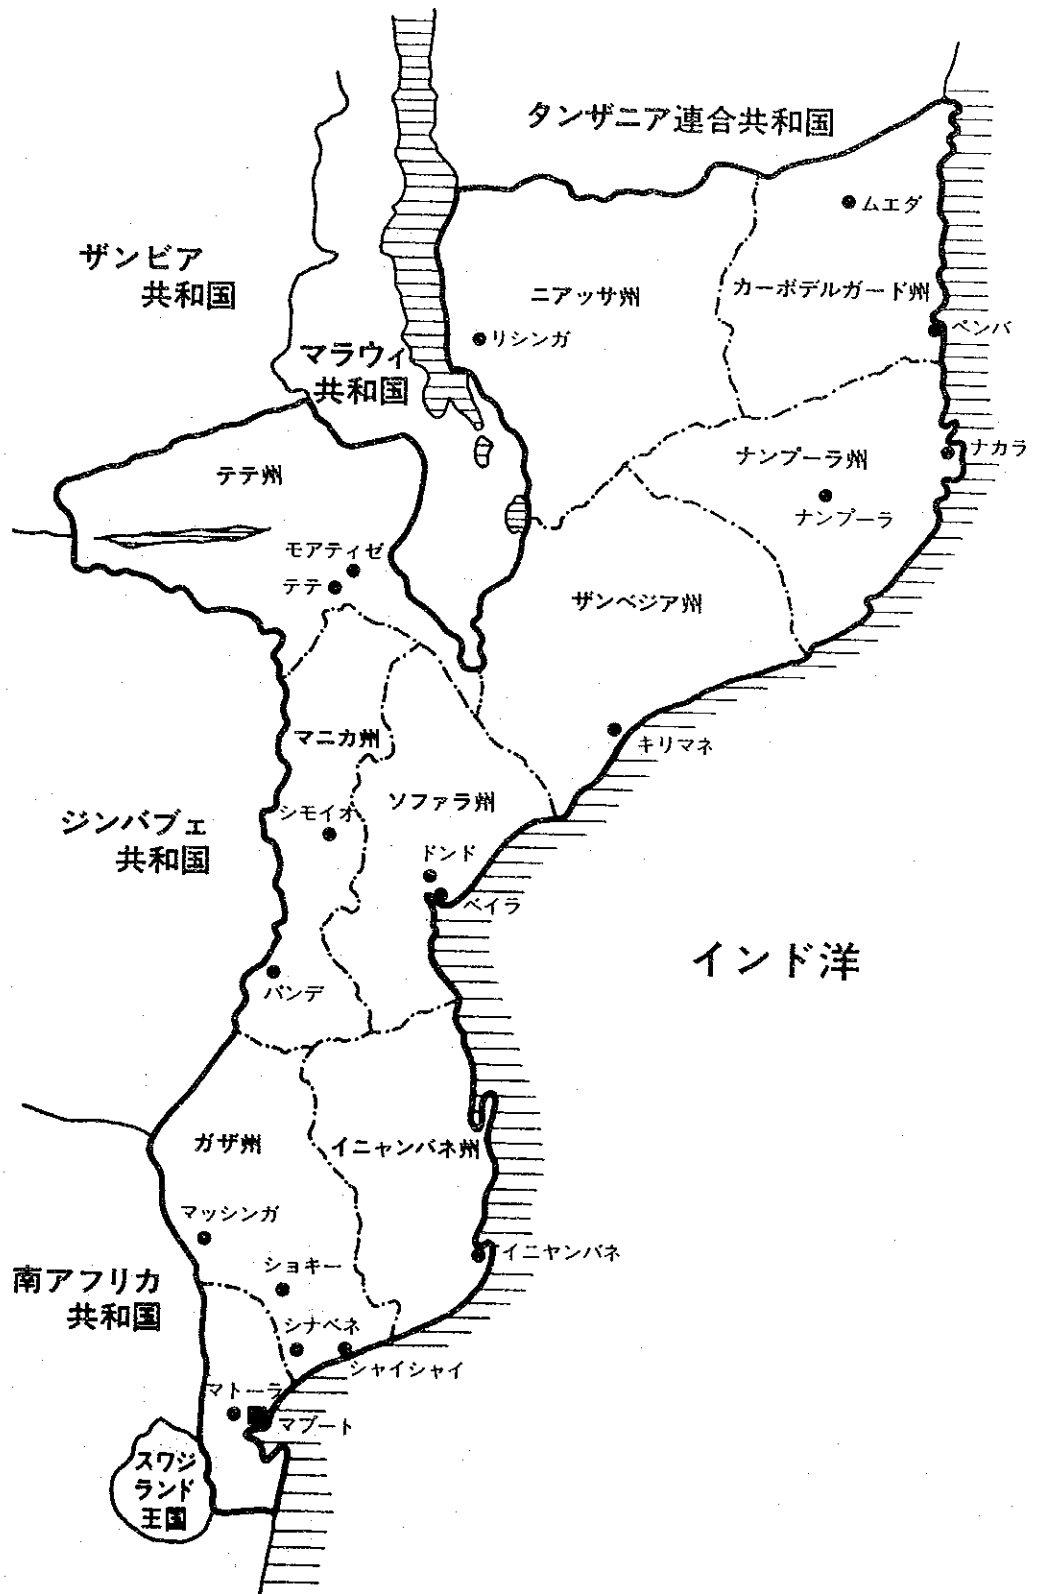 タンザニア連合共和国
ムエダ
ザンビア
共和国
ニアッサ州
カーボデルガード州
リシンガ
ペンバ
マラウィ
共和国
テテ州
ナンプーラ州
ナカラ
ナンプーラ
モアティゼ
テテ
ザンベジア州
マニカ州
キリマネ
シモイオ
ソファラ州
ジンバブェ
共和国
ドンド
ベイラ
インド洋
バンデ
ガザ州
イニャンバネ州
マッシンガ
イニヤンバネ
ショキー
南アフリカ
共和国
シナベネ
シャイシャイ
マトーラ
マプート
スワジ
ランド
王国